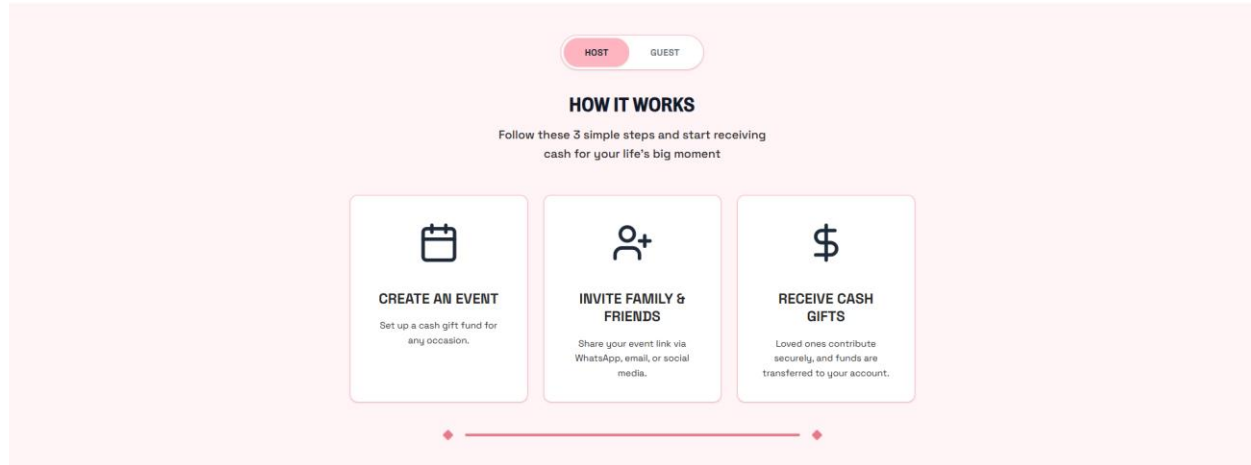 HOST
GUEST
HOW IT WORKS
Follow these 3 simple steps and start receiving
cash for your life's big moment
CREATE AN EVENT
Set up a cash gift fund for
any occasion.
INVITE FAMILY &
FRIENDS
Share your event link via
WhatsApp, email, or social
media.
RECEIVE CASH
GIFTS
Loved ones contribute
securely, and funds are
transferred to your account.